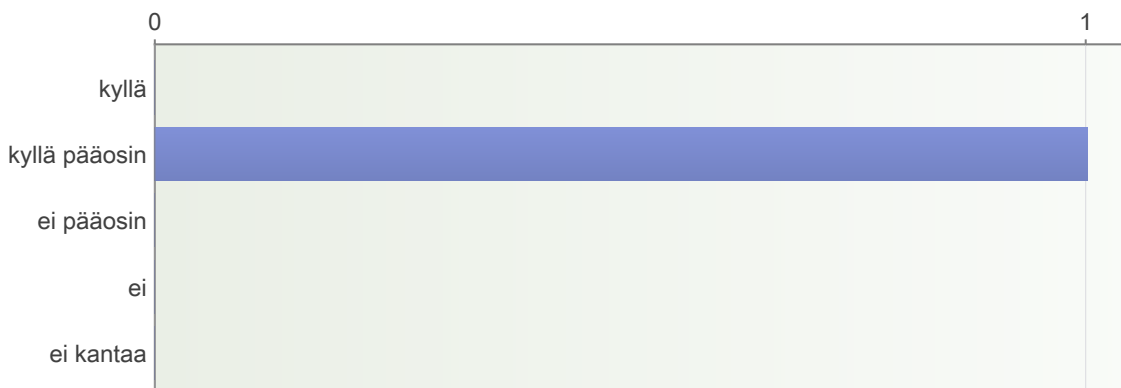 0 1
kyllä
kyllä pääosin
ei pääosin
ei
ei kantaa